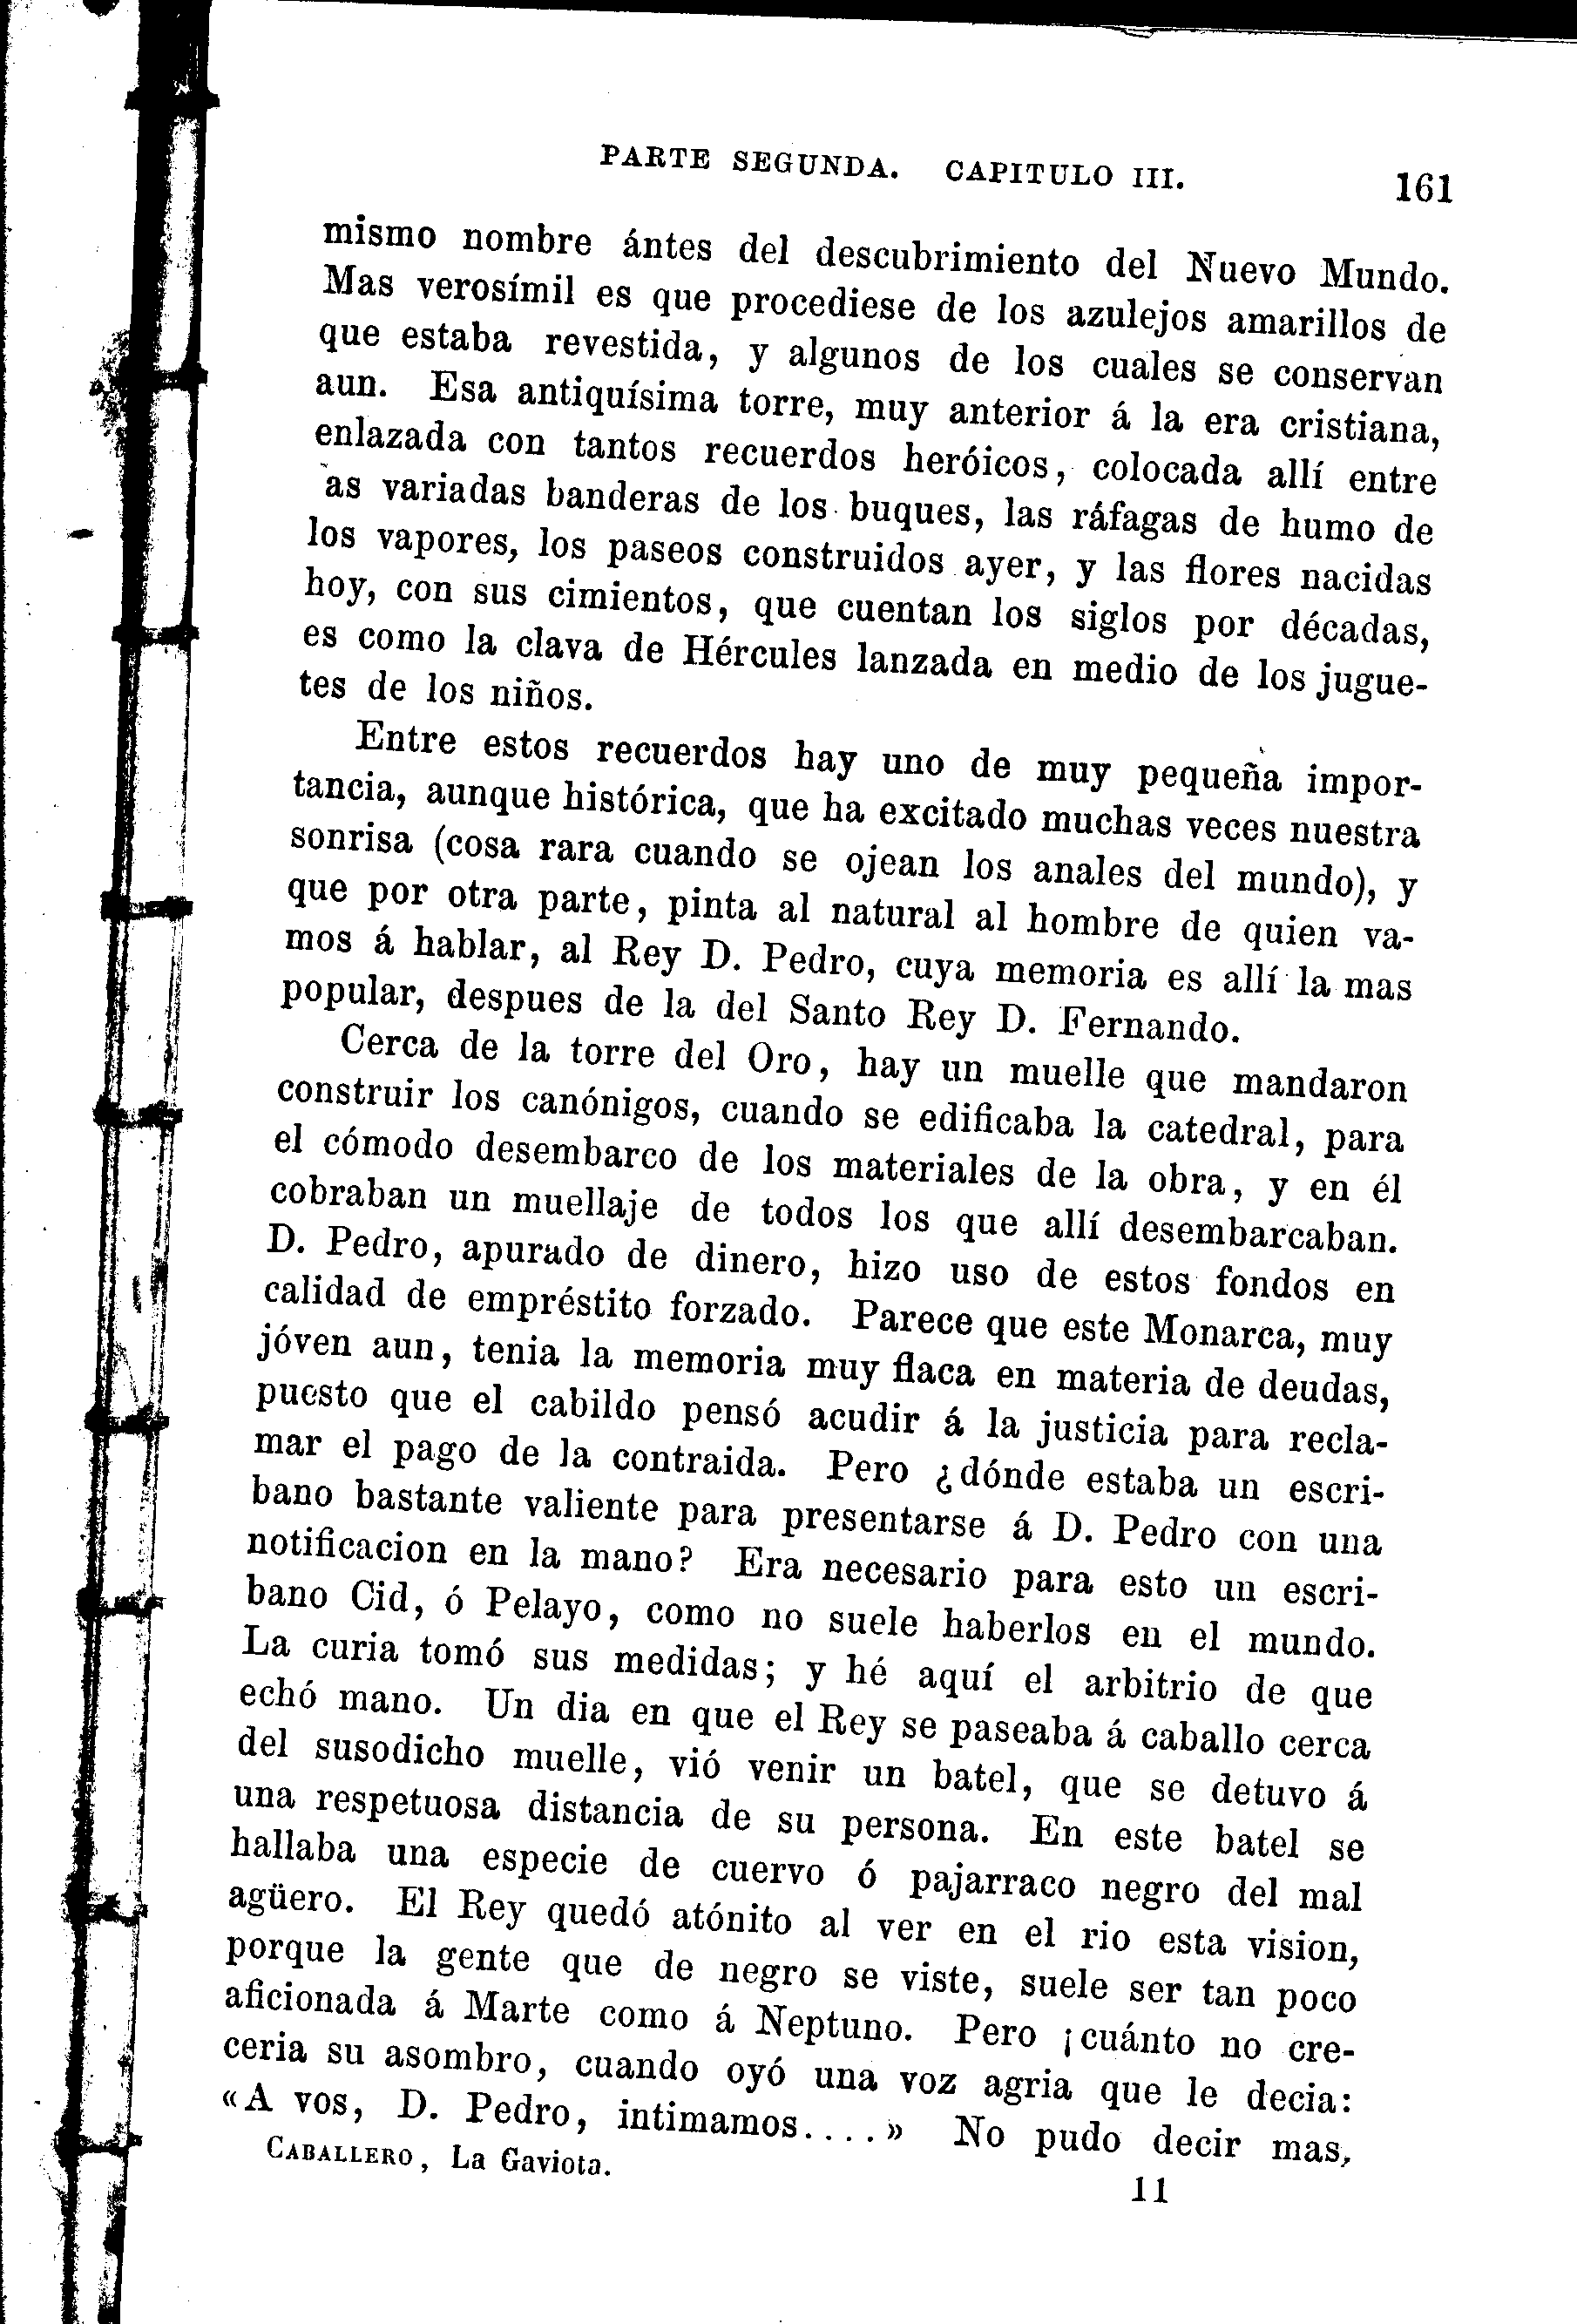 PARTE SEGUNDA. CAPITULO III. 161
mismo nombre ántes del descubrimiento del Nuevo Mundo.
Mas verosímil es que procediese de los azulejos amarillos de
que estaba revestida, y algunos de los cuales se conservan
aun. Esa antiquísima torre, muy anterior á la era cristiana,
enlazada con tantos recuerdos heróicos, colocada allí entre
as variadas banderas de los buques, las ráfagas de humo de
los vapores, los paseos construidos ayer, y las flores nacidas
hoy, con sus cimientos, que cuentan los siglos por décadas,
es como la clava de Hércules lanzada en medio de los jugue-
tes de los niños.
Entre estos recuerdos hay uno de muy pequeña impor-
tancia, aunque histórica, que ha excitado muchas veces nuestra
sonrisa (cosa rara cuando se ojean los anales del mundo), y
que por otra parte, pinta al natural al hombre de quien va-
mos á hablar, al Rey D. Pedro, cuya memoria es allí la mas
popular, despues de la del Santo Rey D. Fernando.
Cerca de la torre del Oro, hay un muelle que mandaron
construir los canónigos, cuando se edificaba la catedral, para
el cómodo desembarco de los materiales de la obra, y en él
cobraban un muellaje de todos los que allí desembarcaban.
D. Pedro, apurado de dinero, hizo uso de estos fondos en
calidad de empréstito forzado. Parece que este Monarca, muy
jóven aun, tenia la memoria muy flaca en materia de deudas,
puesto que el cabildo pensó acudir á la justicia para recla-
mar el pago de la contraida. Pero ¿dónde estaba un escri-
bano bastante valiente para presentarse á D. Pedro con una
notificacion en la mano? Era necesario para esto un escri-
bano Cid, ó Pelayo, como no suele haberlos en el mundo.
La curia tomó sus medidas; y hé aquí el arbitrio de que
echó mano. Un dia en que el Rey se paseaba á caballo cerca
del susodicho muelle, vió venir un batel, que se detuvo á
una respetuosa distancia de su persona. En este batel se
hallaba una especie de cuervo ó pajarraco negro del mal
agüero. El Rey quedó atónito al ver en el rio esta vision,
porque la gente que de negro se viste, suele ser tan poco
aficionada á Marte como á Neptuno. Pero ¡cuánto no cre-
ceria su asombro, cuando oyó una voz agria que le decia:
«A vos, D. Pedro, intimamos....» No pudo decir mas,
CABALLERO, La Gaviota.
11